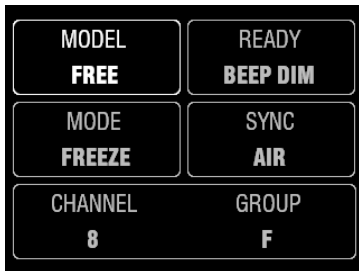 MODEL READY
FREE BEEP DIM
MODE SYNC
FREEZE AIR
CHANNEL GROUP
8 F